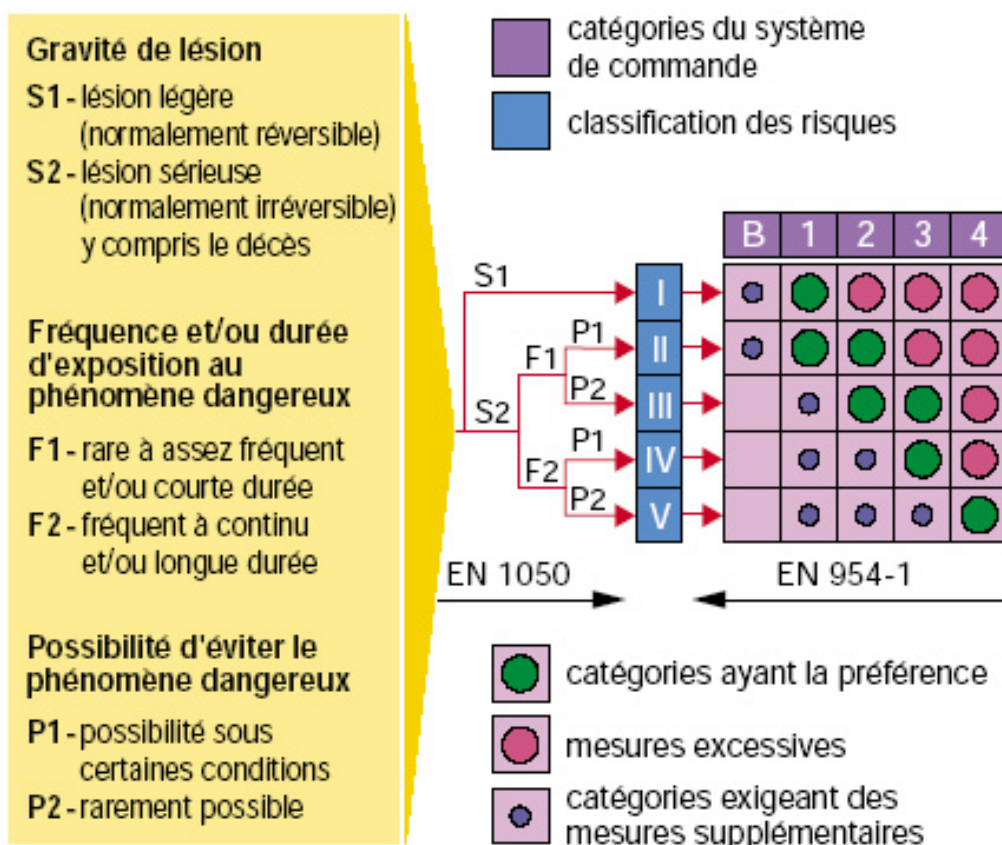 Gravité de lésion
S1 - lésion légère
(normalement réversible)
S2 - lésion sérieuse
(normalement irréversible)
y compris le décès
Fréquence et/ou durée
d'exposition au
phénomène dangereux
F1 - rare à assez fréquent
et/ou courte durée
F2 - fréquent à continu
et/ou longue durée
Possibilité d'éviter le
phénomène dangereux
P1 - possibilité sous
certaines conditions
P2 - rarement possible
catégories du système
de commande
classification des risques
B 1 2 3 4
S1 I
P1 II
F1
P2 III
S2
P1 IV
F2
P2 V
EN 1050 EN 954-1
catégories ayant la préférence
mesures excessives
catégories exigeant des
mesures supplémentaires